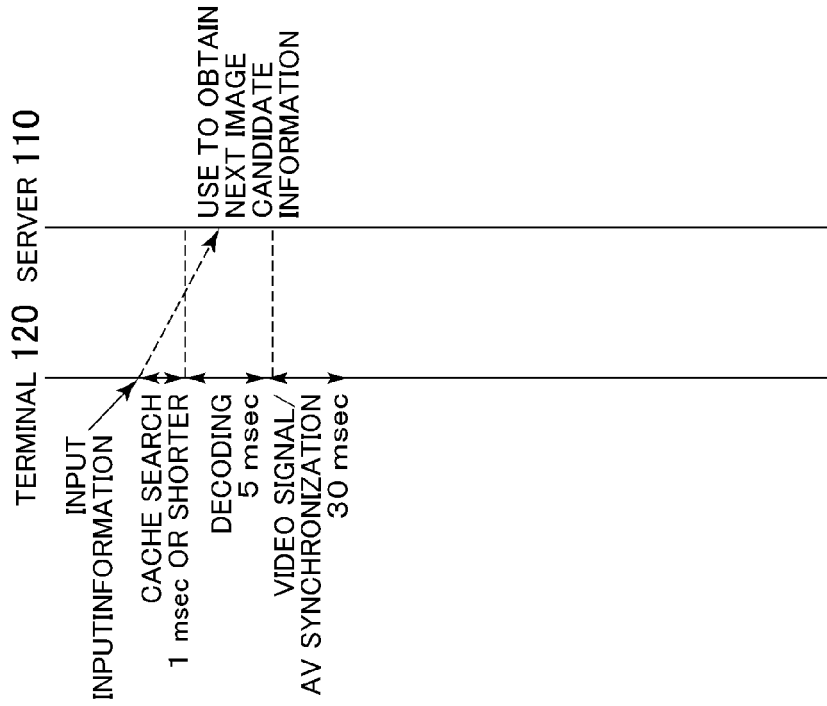 TERMINAL 120 SERVER 110
INPUT
INPUTINFORMATION
CACHE SEARCH
1 msec OR SHORTER
DECODING
5 msec
VIDEO SIGNAL/
AV SYNCHRONIZATION
30 msec
USE TO OBTAIN
NEXT IMAGE
CANDIDATE
INFORMATION